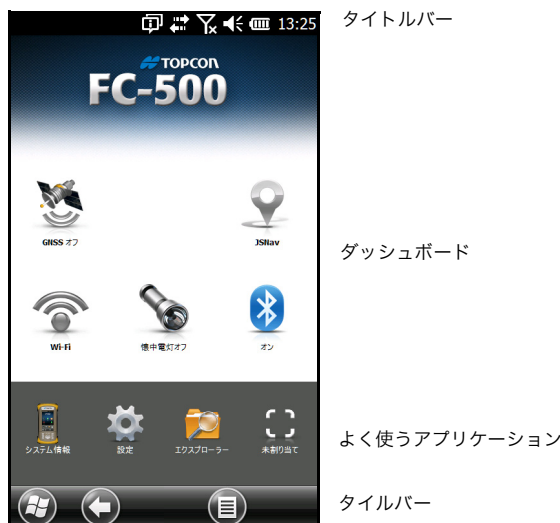 13:25
タイトルバー
TOPCON
FC-500
GNSS オフ
JSNav
ダッシュボード
Wi-Fi
懐中電灯オフ
オン
システム情報
設定
エクスプローラー
未割り当て
よく使うアプリケーション
タイルバー